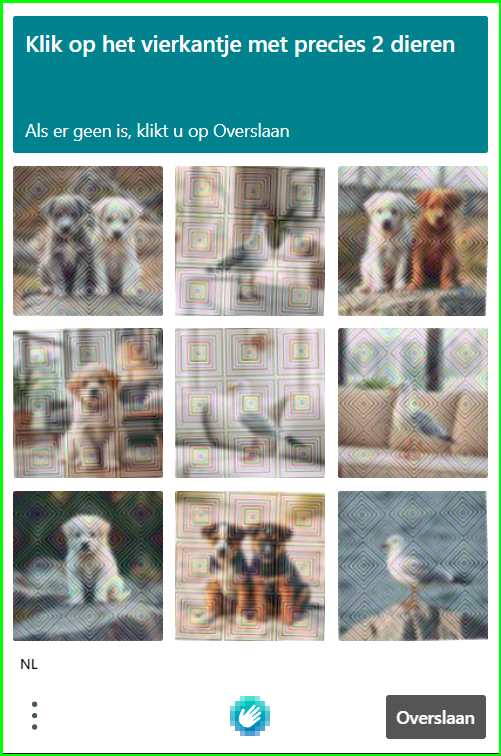 Klik op het vierkantje met precies 2 dieren
Als er geen is, klikt u op Overslaan
NL
Overslaan